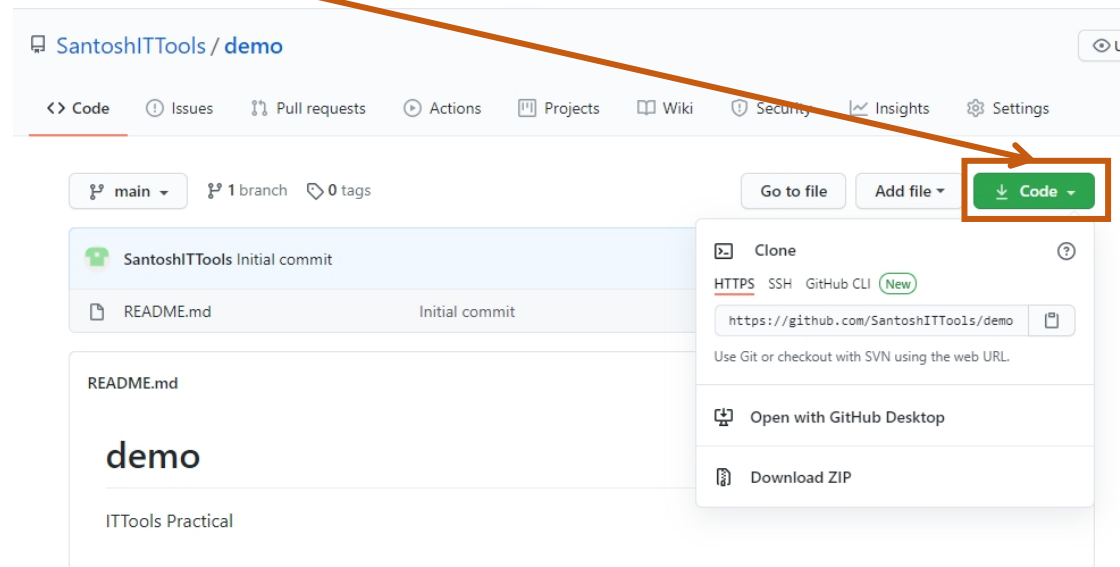 SantoshITTools / demo
Code Issues Pull requests Actions Projects Wiki Security Insights Settings
main 1 branch 0 tags Go to file Add file Code
SantoshITTools Initial commit
README.md Initial commit
Clone
HTTPS SSH GitHub CLI New
https://github.com/SantoshITTools/demo
Use Git or checkout with SVN using the web URL.
Open with GitHub Desktop
Download ZIP
README.md
demo
ITTools Practical